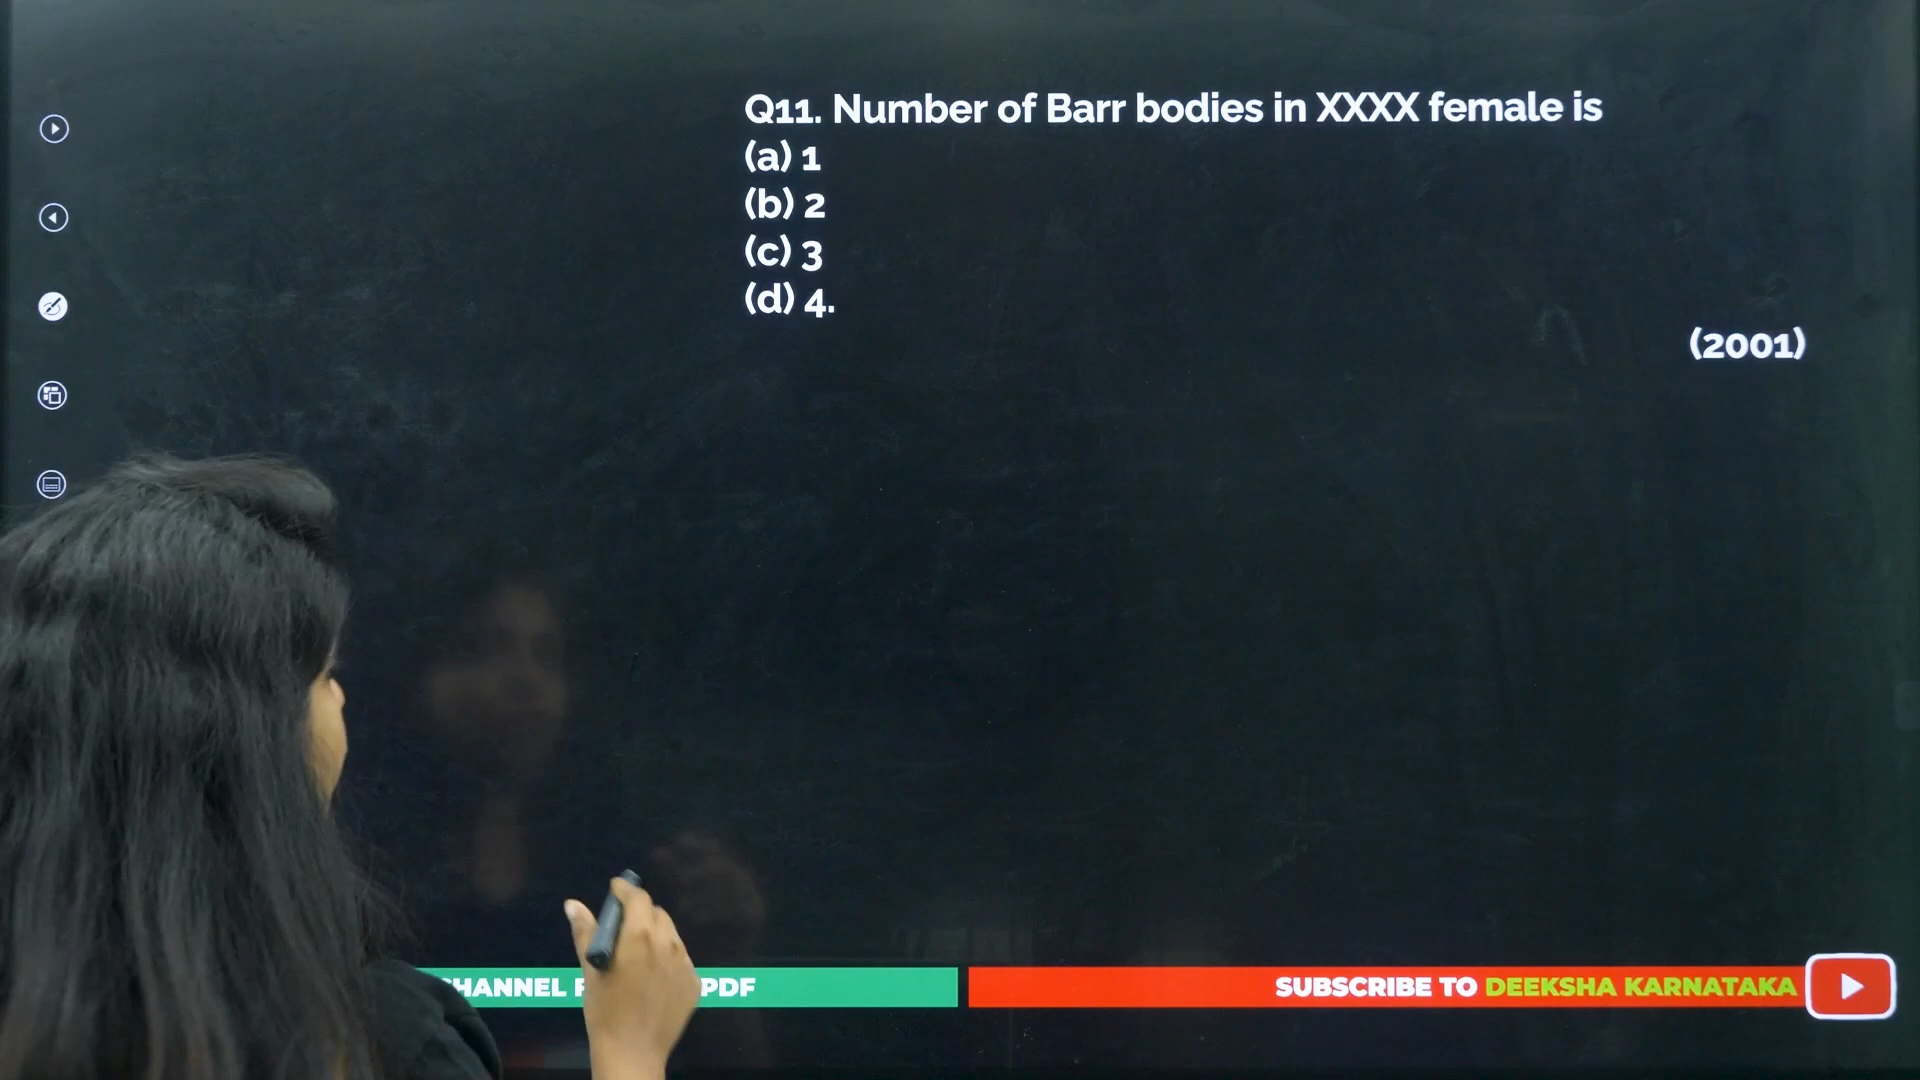 Q11. Number of Barr bodies in XXXX female is
(a) 1
(b) 2
(c) 3
(d) 4.
(2001)
PDF
SUBSCRIBE TO DEEKSHA KARNATAKA